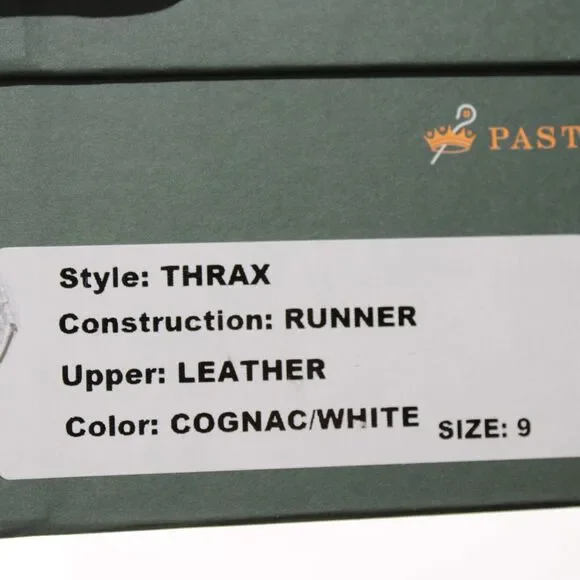 PAST
Style: THRAX
Construction: RUNNER
Upper: LEATHER
Color: COGNAC/WHITE SIZE: 9